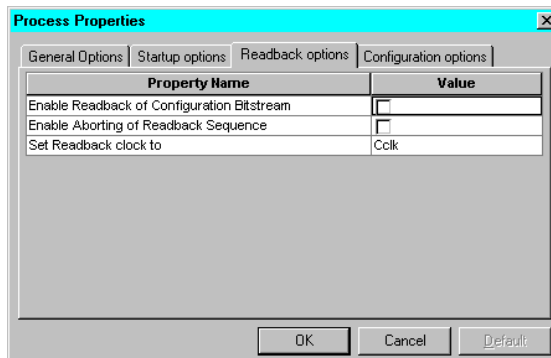 Process Properties
General Options Startup options Readback options Configuration options
Property Name Value
Enable Readback of Configuration Bitstream
Enable Aborting of Readback Sequence
Set Readback clock to Cclk
OK Cancel Default